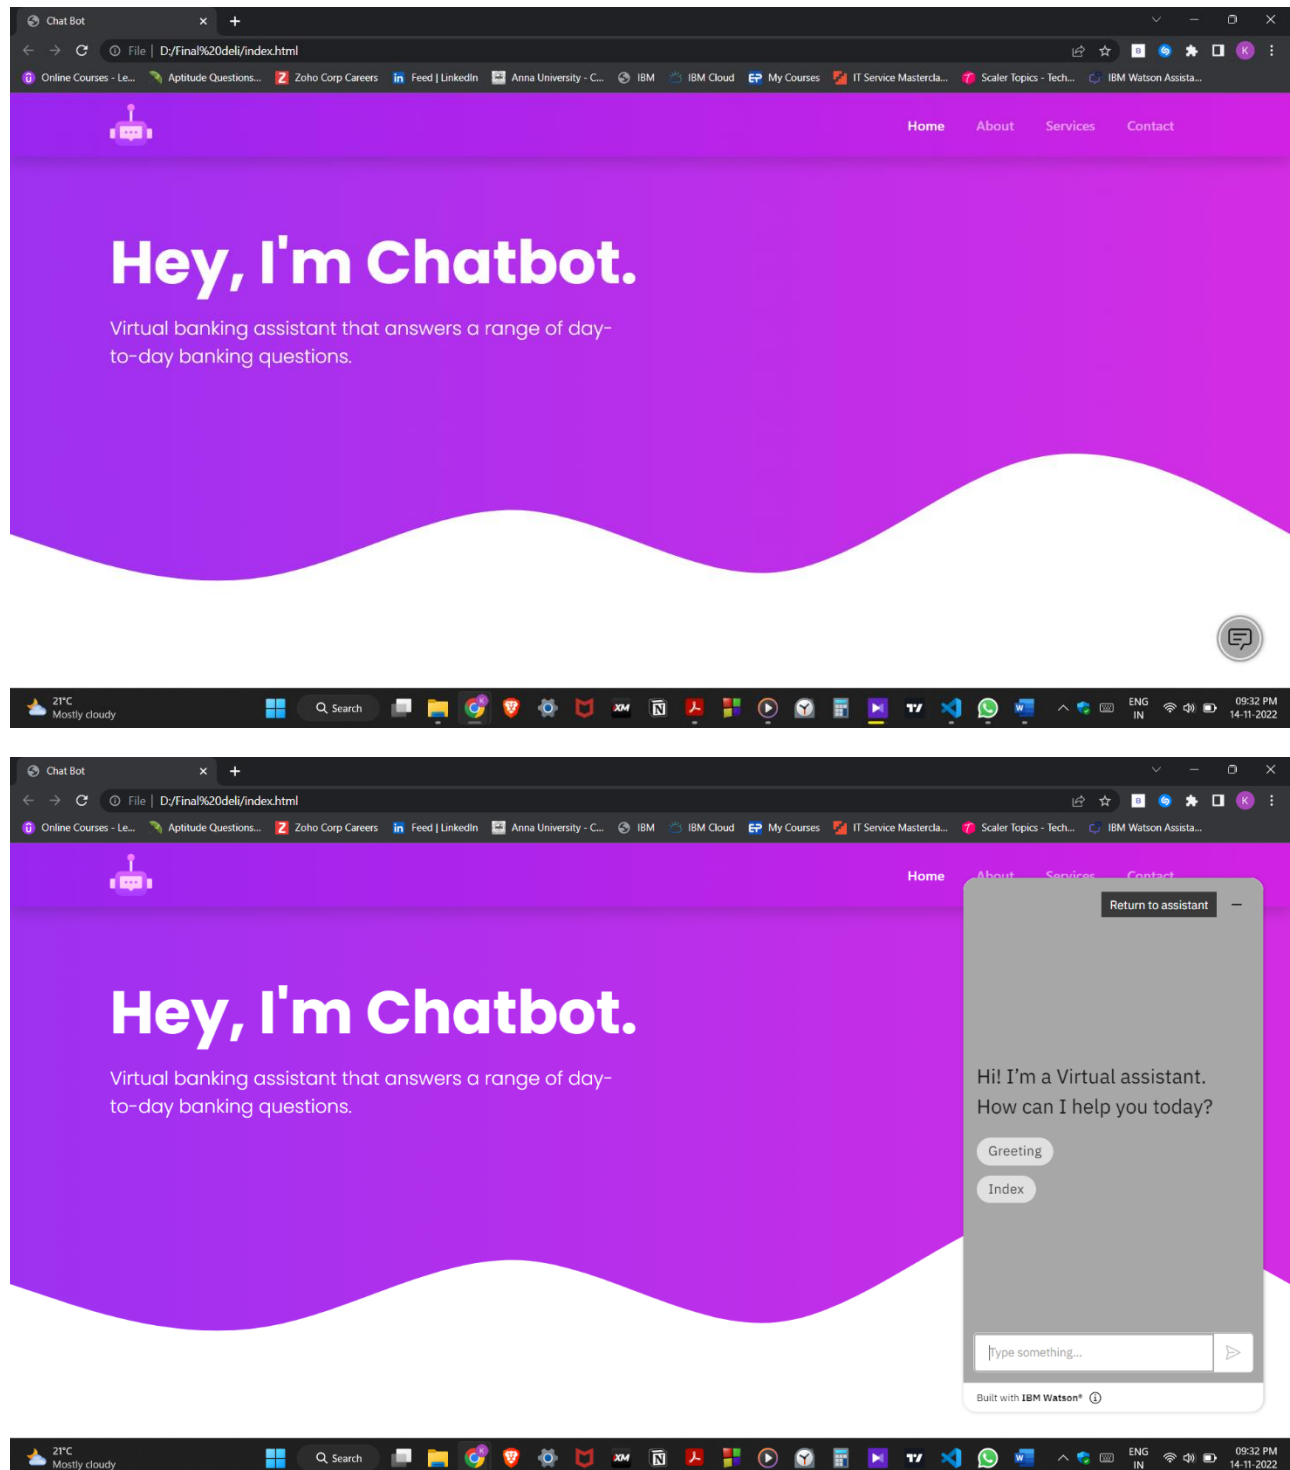 Chat Bot
File | D:/Final%20deli/index.html
Online Courses - Le... Aptitude Questions... Zoho Corp Careers Feed | LinkedIn Anna University - C... IBM IBM Cloud My Courses IT Service Mastercla... Scaler Topics - Tech... IBM Watson Assista...
Home About Services Contact
Hey, I'm Chatbot.
Virtual banking assistant that answers a range of day-
to-day banking questions.
21°C
Mostly cloudy
Search
ENG
IN
09:32 PM
14-11-2022
Chat Bot
File | D:/Final%20deli/index.html
Online Courses - Le... Aptitude Questions... Zoho Corp Careers Feed | LinkedIn Anna University - C... IBM IBM Cloud My Courses IT Service Mastercla... Scaler Topics - Tech... IBM Watson Assista...
Home About Services Contact
Return to assistant
Hey, I'm Chatbot.
Virtual banking assistant that answers a range of day-
to-day banking questions.
Hi! I’m a Virtual assistant.
How can I help you today?
Greeting
Index
Type something...
Built with IBM Watson®
21°C
Mostly cloudy
Search
ENG
IN
09:32 PM
14-11-2022